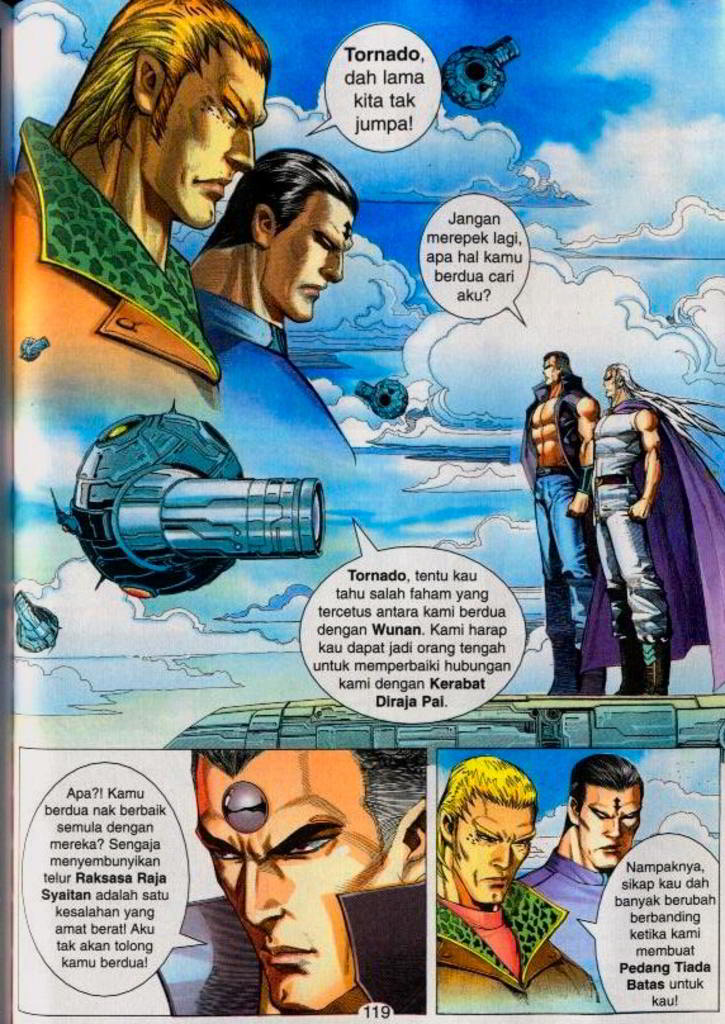 Tornado,
dah lama
kita tak
jumpa!
Jangan
merepek lagi,
apa hal kamu
berdua cari
aku?
Tornado, tentu kau
tahu salah faham yang
tercetus antara kami berdua
dengan Wunan. Kami harap
kau dapat jadi orang tengah
untuk memperbaiki hubungan
kami dengan Kerabat
Diraja Pai.
Apa?! Kamu
berdua nak berbaik
semula dengan
mereka? Sengaja
menyembunyikan
telur Raksasa Raja
Syaitan adalah satu
kesalahan yang
amat berat! Aku
tak akan tolong
kamu berdua!
Nampaknya,
sikap kau dah
banyak berubah
berbanding
ketika kami
membuat
Pedang Tiada
Batas untuk
kau!
119